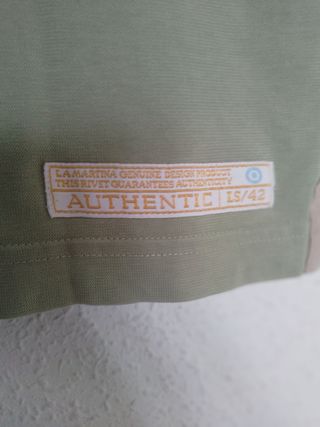 LA MARTINA GENUINE DESIGN PRODUCT
THIS RIVET GUARANTEES AUTHENTICITY
AUTHENTIC LS/42